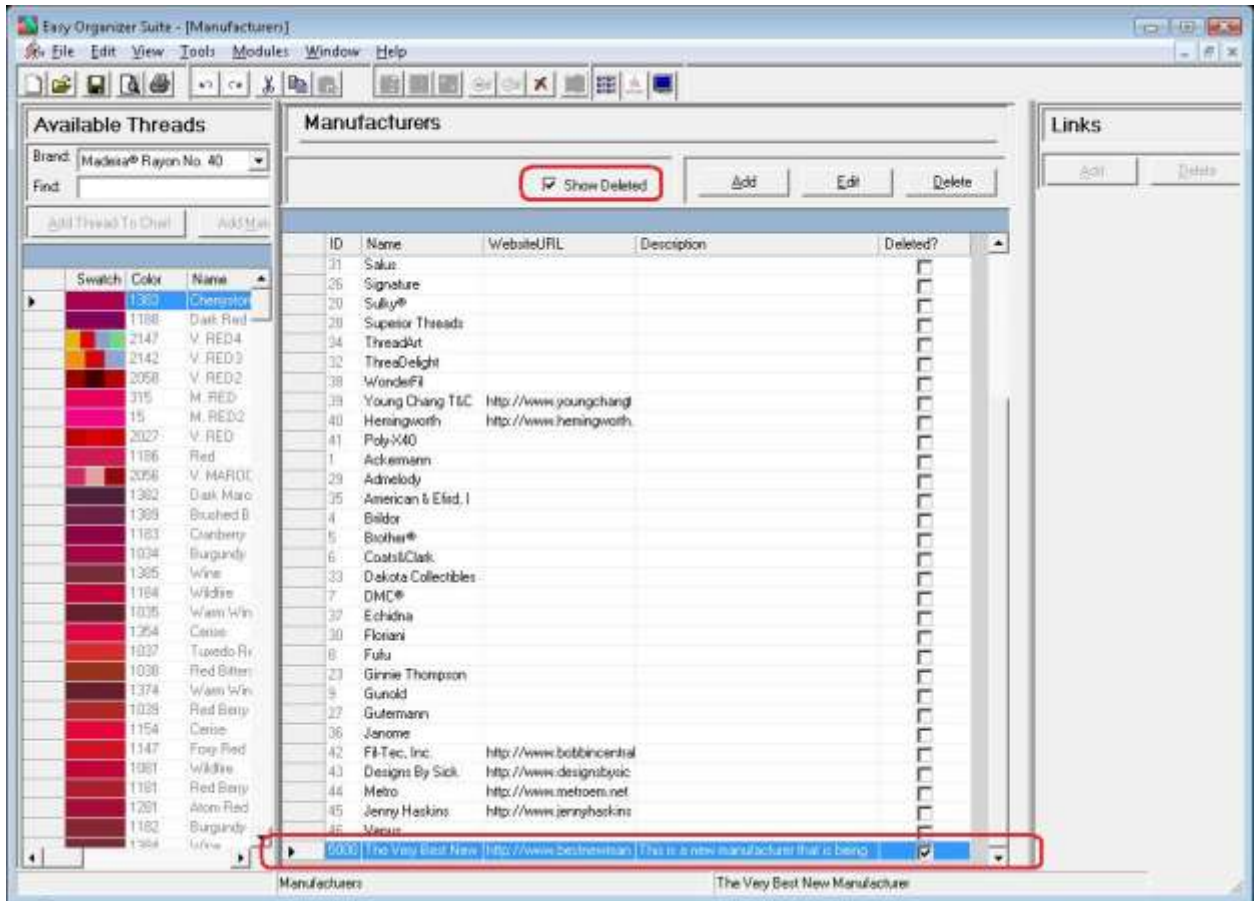 Easy Organizer Suite - [Manufacturers]
File Edit View Tools Modules Window Help
Available Threads
Brand: Madeira® Rayon No. 40
Find:
Add Thread To Chart
Manufacturers
Show Deleted Add Edit Delete
Links
Add Delete
Swatch Color Name
1383
1188 Dark Red
2147 V. RED4
2142 V. RED3
2058 V. RED2
315 M. RED
15 M. RED2
2027 V. RED
1186 Red
2056 V. MAROC
1382 Dark Maro
1389 Brushed B
1183 Cranberry
1034 Burgundy
1385 Wine
1184 Wildfire
1035 Warm Win
1354 Cerise
1037 Tuxedo Re
1038 Red Bitter
1374 Warm Win
1039 Red Berry
1154 Cerise
1147 Foxy Red
1081 Wildfire
1181 Red Berry
1281 Atom Red
1182 Burgundy
1384 Wine
ID Name WebsiteURL Description Deleted?
31 Salus
26 Signature
20 Sulky®
28 Superior Threads
34 ThreadArt
32 ThreaDelight
38 WonderFil
39 Young Chang T&C http://www.youngchangt
40 Hemingworth http://www.hemingworth.
41 Poly-X40
1 Ackermann
29 Admelody
35 American & Efird, I
4 Brildor
5 Brother®
6 Coats&Clark
33 Dakota Collectibles
7 DMC®
37 Echidna
30 Floriani
8 Fufu
23 Ginnie Thompson
9 Gunold
27 Gutermann
36 Janome
42 Fil-Tec, Inc. http://www.bobbincentral
43 Designs By Sick http://www.designsbysic
44 Metro http://www.metroem.net
45 Jenny Haskins http://www.jennyhaskins
46 Venus
5000 The Very Best New http://www.bestnewman This is a new manufacturer that is being
Manufacturers The Very Best New Manufacturer